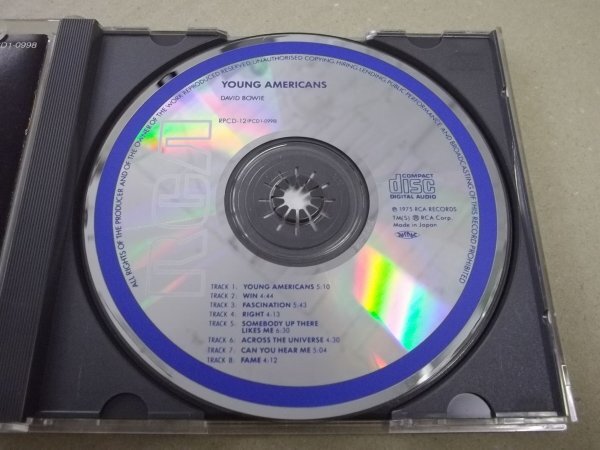 D1-0998
ALL RIGHTS OF THE PRODUCER AND OF THE OWNER OF THE WORK REPRODUCED RESERVED. UNAUTHORISED COPYING, HIRING, LENDING, PUBLIC PERFORMANCE AND BROADCASTING OF THIS RECORD PROHIBITED
YOUNG AMERICANS
DAVID BOWIE
RPCD-12(PCD1-0998)
RCA
COMPACT
disc
DIGITAL AUDIO
℗ 1975 RCA RECORDS
TM(S) ® RCA Corp.
Made in Japan
TRACK 1: YOUNG AMERICANS 5:10
TRACK 2: WIN 4:44
TRACK 3: FASCINATION 5:43
TRACK 4: RIGHT 4:13
TRACK 5: SOMEBODY UP THERE
LIKES ME 6:30
TRACK 6: ACROSS THE UNIVERSE 4:30
TRACK 7: CAN YOU HEAR ME 5:04
TRACK 8: FAME 4:12